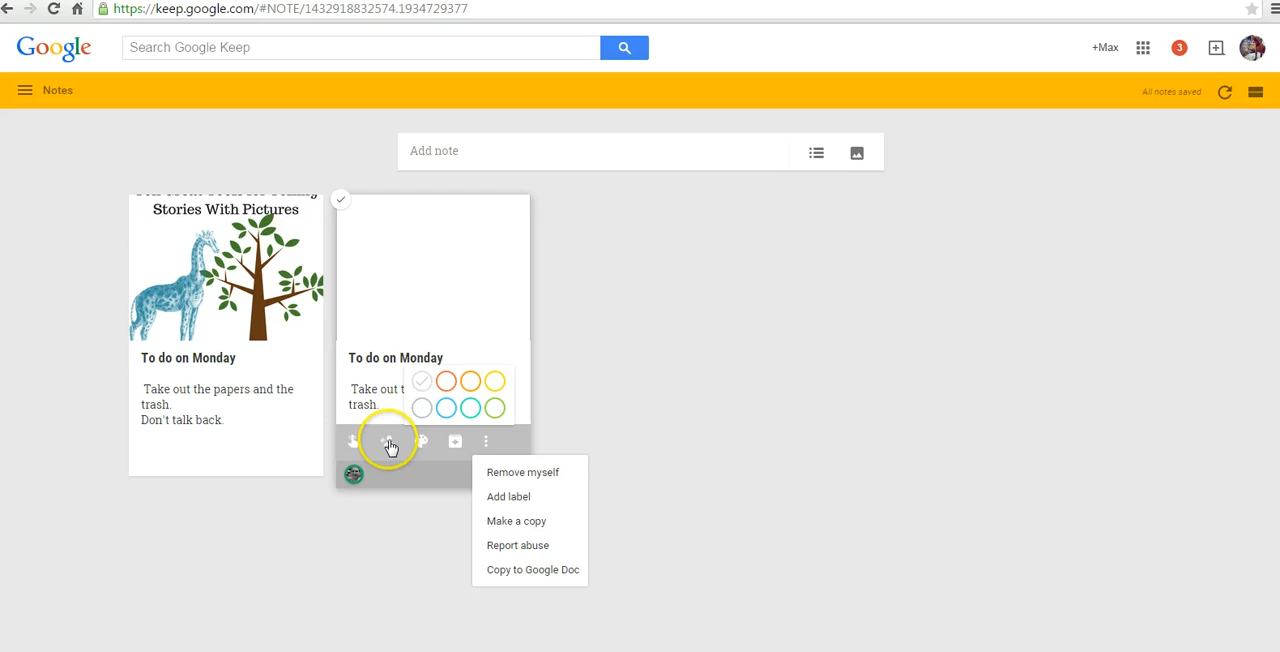 https://keep.google.com/#NOTE/1432918832574.1934729377
Google
Search Google Keep
+Max
3
Notes
All notes saved
Add note
Stories With Pictures
To do on Monday
Take out the papers and the
trash.
Don't talk back.
To do on Monday
Take out t
trash.
Remove myself
Add label
Make a copy
Report abuse
Copy to Google Doc